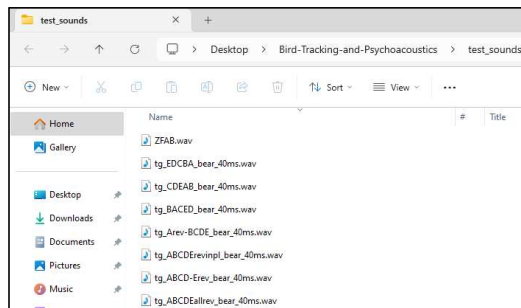 test_sounds
Desktop > Bird-Tracking-and-Psychoacoustics > test_sounds
New Sort View ...
Name # Title
Home
Gallery
Desktop
Downloads
Documents
Pictures
Music
ZFAB.wav
tg_EDCBA_bear_40ms.wav
tg_CDEAB_bear_40ms.wav
tg_BACED_bear_40ms.wav
tg_Arev-BCDE_bear_40ms.wav
tg_ABCDErevinpl_bear_40ms.wav
tg_ABCD-Erev_bear_40ms.wav
tg_ABCDEallrev_bear_40ms.wav